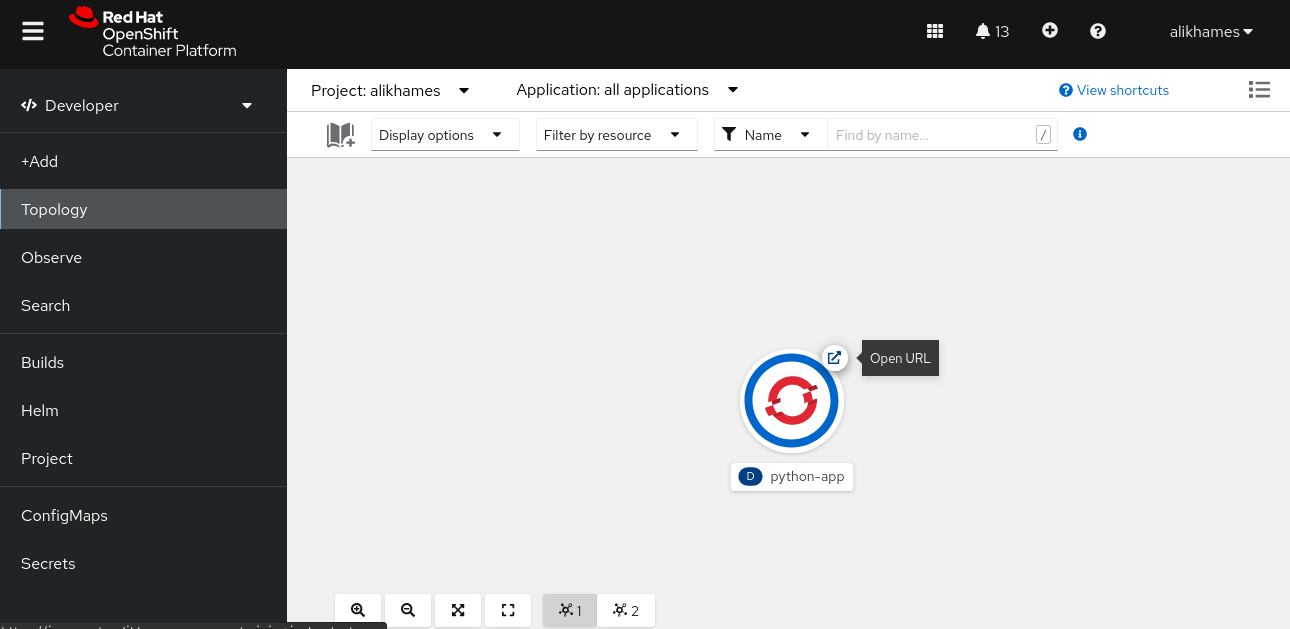 Red Hat
OpenShift
Container Platform
13
alikhames
Developer
Project: alikhames
Application: all applications
View shortcuts
Display options
Filter by resource
Name
Find by name...
/
+Add
Topology
Observe
Search
Builds
Helm
Project
ConfigMaps
Secrets
Open URL
D python-app
1
2